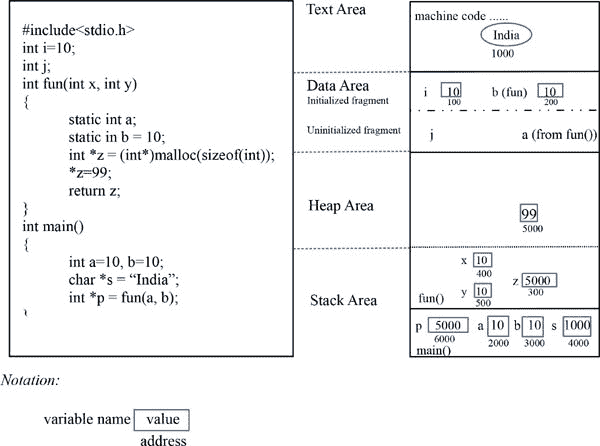 #include<stdio.h>
int i=10;
int j;
int fun(int x, int y)
{
static int a;
static in b = 10;
int *z = (int*)malloc(sizeof(int));
*z=99;
return z;
}
int main()
{
int a=10, b=10;
char *s = “India”;
int *p = fun(a, b);
}
Text Area
machine code ......
India
1000
Data Area
Initialized fragment
i 10 b (fun) 10
100 200
Uninitialized fragment
j a (from fun())
Heap Area
99
5000
Stack Area
x 10
400
z 5000
300
y 10
500
fun()
p 5000 a 10 b 10 s 1000
6000 2000 3000 4000
main()
Notation:
variable name value
address